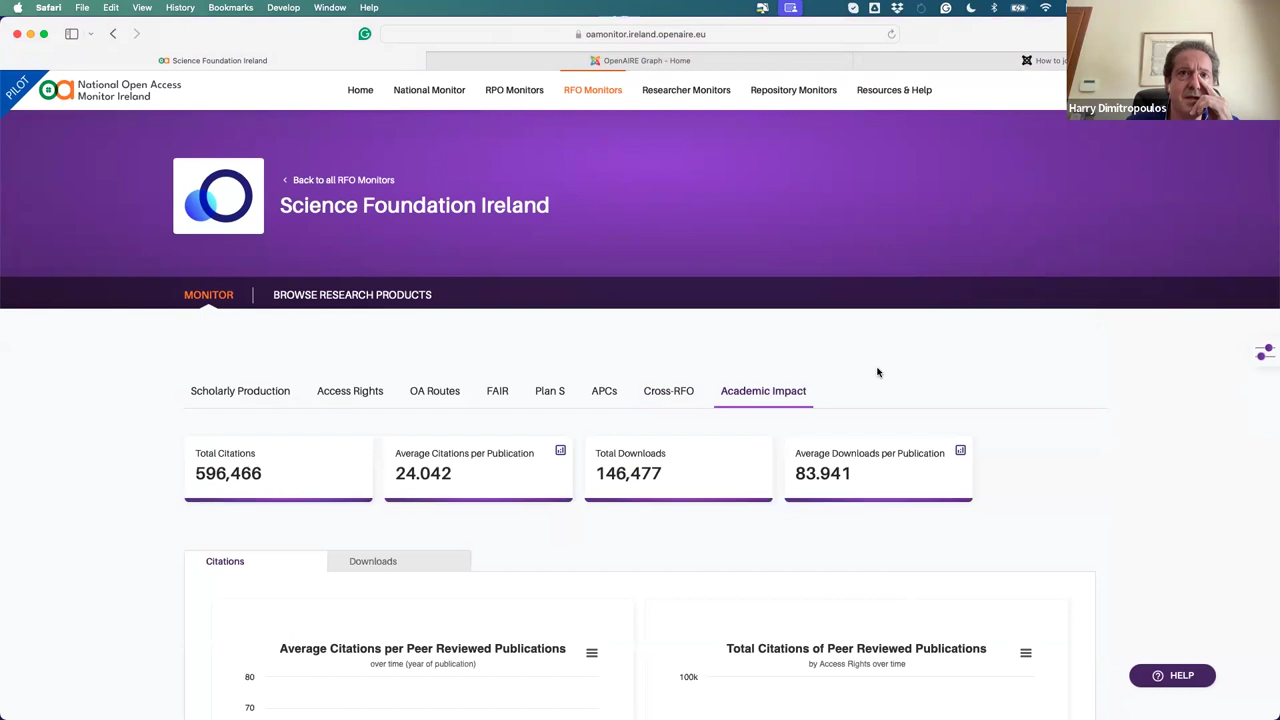 Safari File Edit View History Bookmarks Develop Window Help
oamonitor.ireland.openaire.eu
Science Foundation Ireland
OpenAIRE Graph - Home
How to jo
PILOT
National Open Access
Monitor Ireland
Home National Monitor RPO Monitors RFO Monitors Researcher Monitors Repository Monitors Resources & Help
Harry Dimitropoulos
Back to all RFO Monitors
Science Foundation Ireland
MONITOR BROWSE RESEARCH PRODUCTS
Scholarly Production Access Rights OA Routes FAIR Plan S APCs Cross-RFO Academic Impact
Total Citations
596,466
Average Citations per Publication
24.042
Total Downloads
146,477
Average Downloads per Publication
83.941
Citations Downloads
Average Citations per Peer Reviewed Publications
over time (year of publication)
80
70
Total Citations of Peer Reviewed Publications
by Access Rights over time
100k
HELP